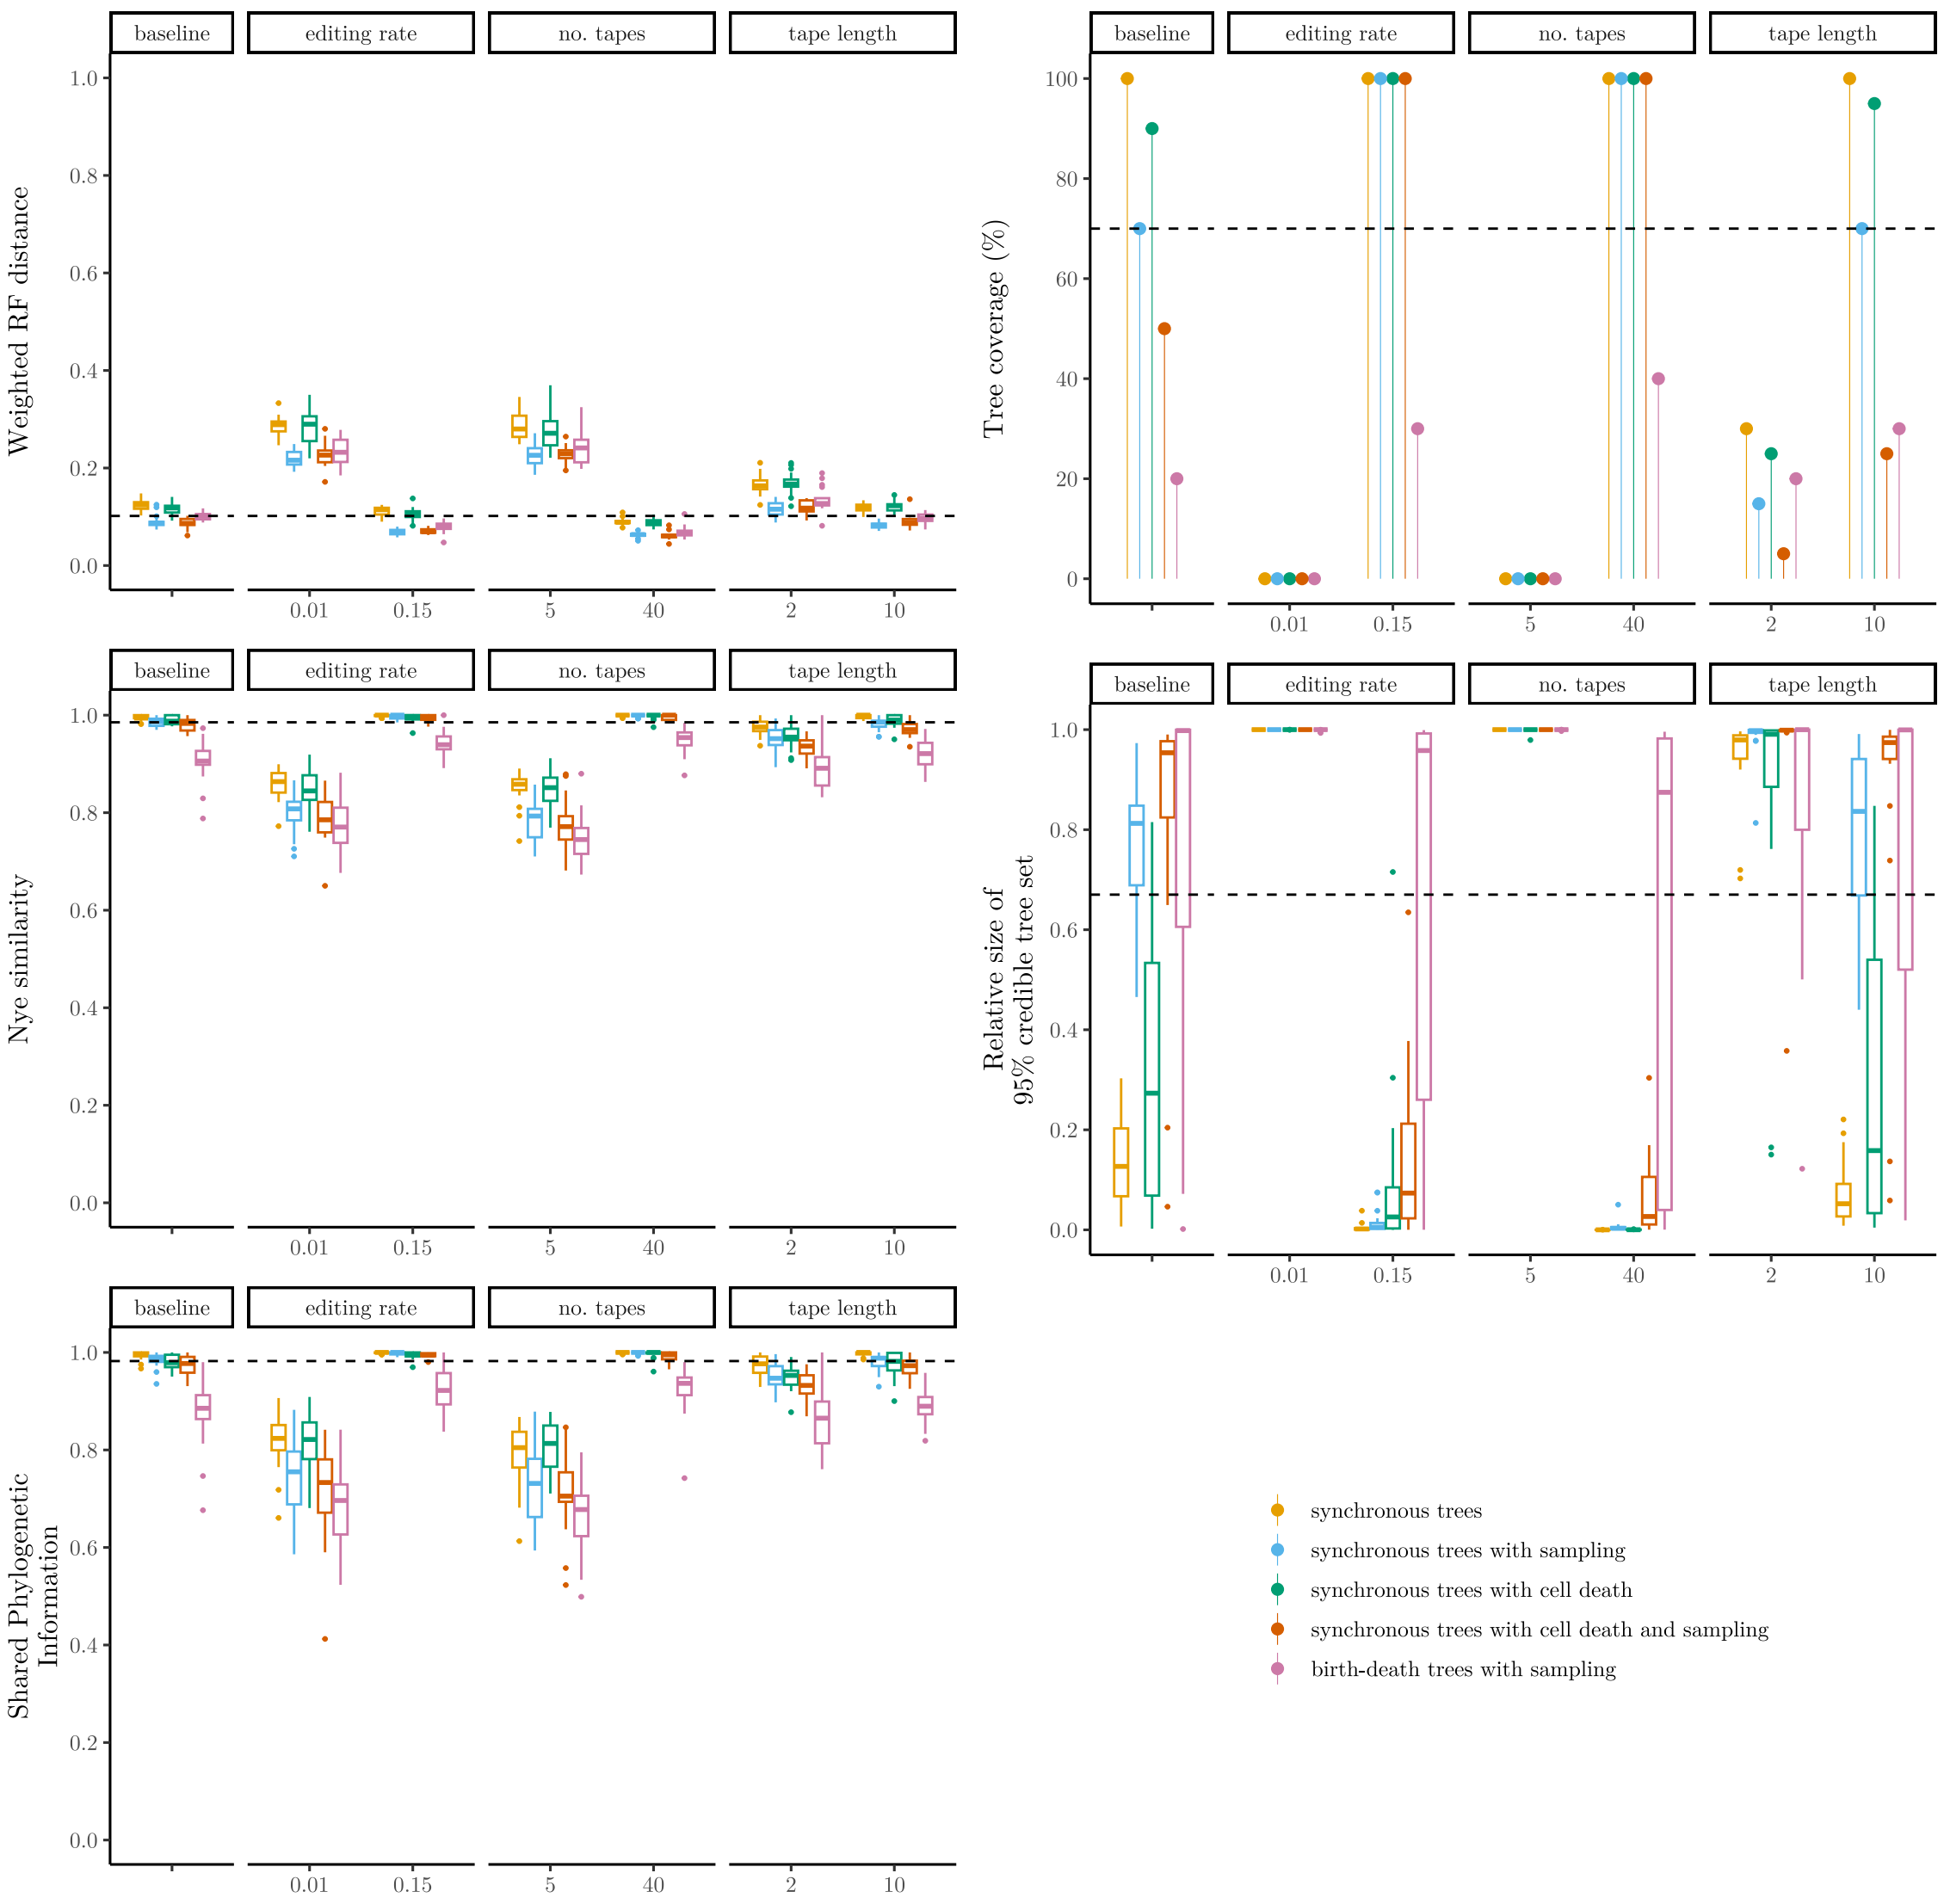 baseline editing rate no. tapes tape length
Weighted RF distance
1.0
0.8
0.6
0.4
0.2
0.0
0.01 0.15 5 40 2 10
baseline editing rate no. tapes tape length
Nye similarity
1.0
0.8
0.6
0.4
0.2
0.0
0.01 0.15 5 40 2 10
baseline editing rate no. tapes tape length
Shared Phylogenetic
Information
1.0
0.8
0.6
0.4
0.2
0.0
0.01 0.15 5 40 2 10
baseline editing rate no. tapes tape length
Tree coverage (%)
100
80
60
40
20
0
0.01 0.15 5 40 2 10
baseline editing rate no. tapes tape length
Relative size of
95% credible tree set
1.0
0.8
0.6
0.4
0.2
0.0
0.01 0.15 5 40 2 10
synchronous trees
synchronous trees with sampling
synchronous trees with cell death
synchronous trees with cell death and sampling
birth-death trees with sampling